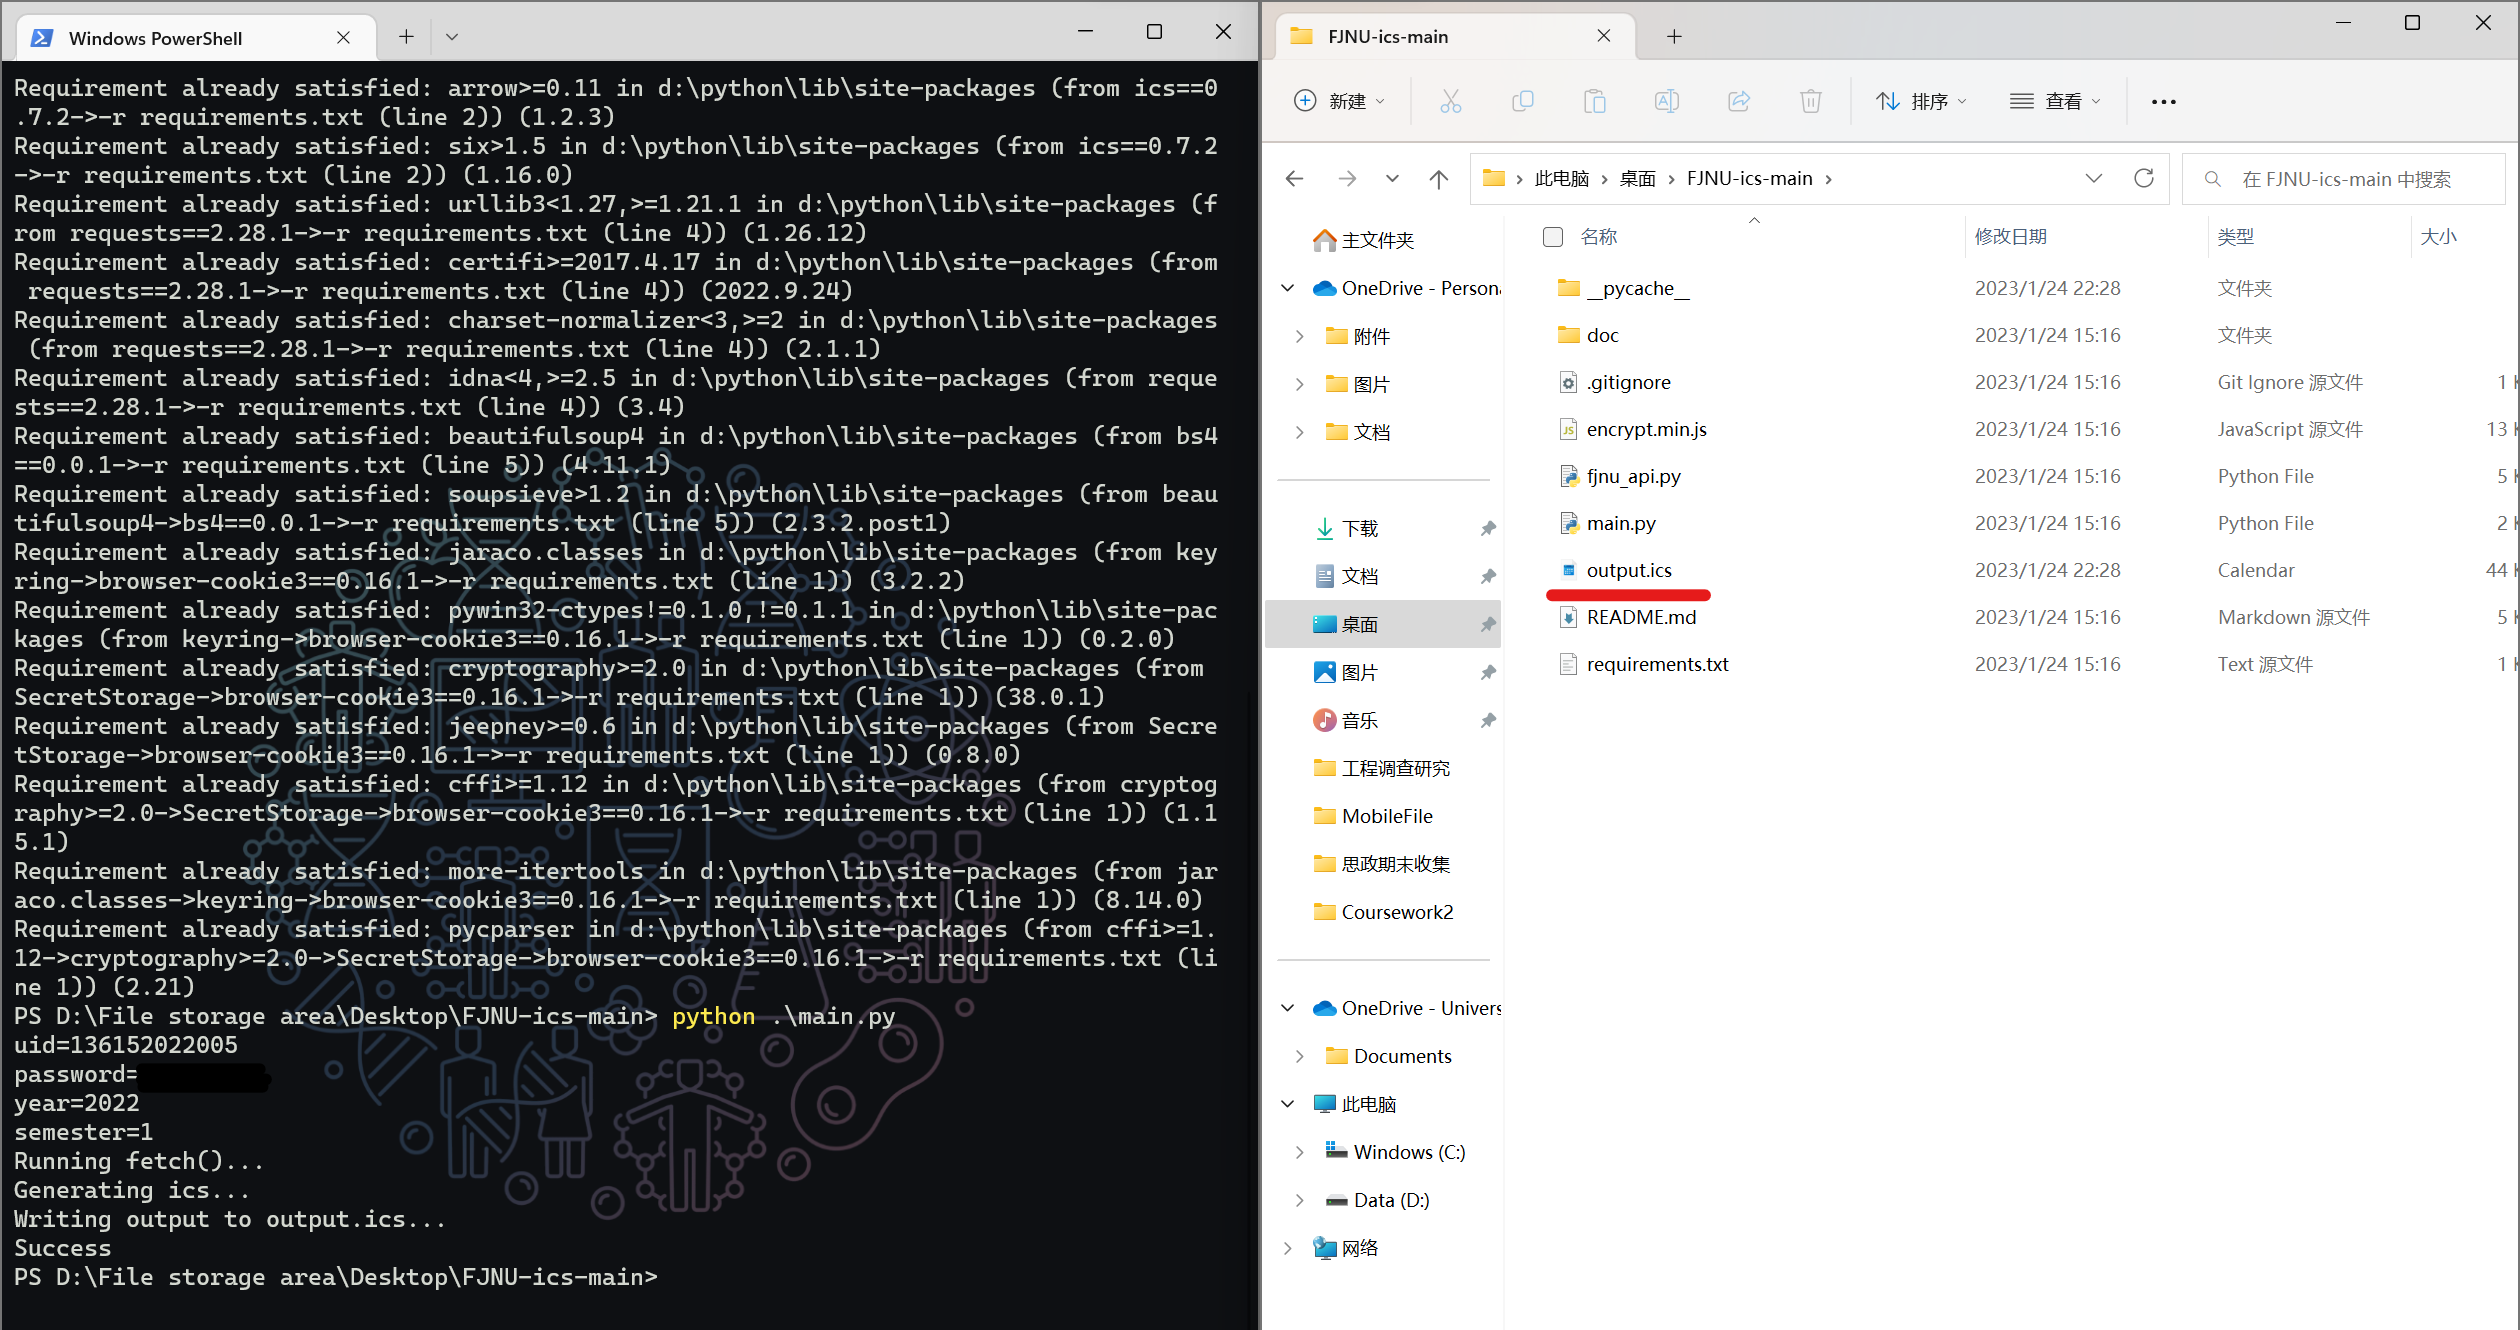 Windows PowerShell
Requirement already satisfied: arrow>=0.11 in d:\python\lib\site-packages (from ics==0
.7.2->-r requirements.txt (line 2)) (1.2.3)
Requirement already satisfied: six>1.5 in d:\python\lib\site-packages (from ics==0.7.2
->-r requirements.txt (line 2)) (1.16.0)
Requirement already satisfied: urllib3<1.27,>=1.21.1 in d:\python\lib\site-packages (f
rom requests==2.28.1->-r requirements.txt (line 4)) (1.26.12)
Requirement already satisfied: certifi>=2017.4.17 in d:\python\lib\site-packages (from
 requests==2.28.1->-r requirements.txt (line 4)) (2022.9.24)
Requirement already satisfied: charset-normalizer<3,>=2 in d:\python\lib\site-packages
 (from requests==2.28.1->-r requirements.txt (line 4)) (2.1.1)
Requirement already satisfied: idna<4,>=2.5 in d:\python\lib\site-packages (from reque
sts==2.28.1->-r requirements.txt (line 4)) (3.4)
Requirement already satisfied: beautifulsoup4 in d:\python\lib\site-packages (from bs4
==0.0.1->-r requirements.txt (line 5)) (4.11.1)
Requirement already satisfied: soupsieve>1.2 in d:\python\lib\site-packages (from beau
tifulsoup4->bs4==0.0.1->-r requirements.txt (line 5)) (2.3.2.post1)
Requirement already satisfied: jaraco.classes in d:\python\lib\site-packages (from key
ring->browser-cookie3==0.16.1->-r requirements.txt (line 1)) (3.2.2)
Requirement already satisfied: pywin32-ctypes!=0.1.0,!=0.1.1 in d:\python\lib\site-pac
kages (from keyring->browser-cookie3==0.16.1->-r requirements.txt (line 1)) (0.2.0)
Requirement already satisfied: cryptography>=2.0 in d:\python\lib\site-packages (from
SecretStorage->browser-cookie3==0.16.1->-r requirements.txt (line 1)) (38.0.1)
Requirement already satisfied: jeepney>=0.6 in d:\python\lib\site-packages (from Secre
tStorage->browser-cookie3==0.16.1->-r requirements.txt (line 1)) (0.8.0)
Requirement already satisfied: cffi>=1.12 in d:\python\lib\site-packages (from cryptog
raphy>=2.0->SecretStorage->browser-cookie3==0.16.1->-r requirements.txt (line 1)) (1.1
5.1)
Requirement already satisfied: more-itertools in d:\python\lib\site-packages (from jar
aco.classes->keyring->browser-cookie3==0.16.1->-r requirements.txt (line 1)) (8.14.0)
Requirement already satisfied: pycparser in d:\python\lib\site-packages (from cffi>=1.
12->cryptography>=2.0->SecretStorage->browser-cookie3==0.16.1->-r requirements.txt (li
ne 1)) (2.21)
PS D:\File storage area\Desktop\FJNU-ics-main> python .\main.py
uid=136152022005
password=
year=2022
semester=1
Running fetch()...
Generating ics...
Writing output to output.ics...
Success
PS D:\File storage area\Desktop\FJNU-ics-main>
FJNU-ics-main
新建 排序 查看
此电脑 > 桌面 > FJNU-ics-main >
在 FJNU-ics-main 中搜索
主文件夹
OneDrive - Persona
附件
图片
文档
下载
文档
桌面
图片
音乐
工程调查研究
MobileFile
思政期末收集
Coursework2
OneDrive - Univers
Documents
此电脑
Windows (C:)
Data (D:)
网络
名称 修改日期 类型 大小
__pycache__ 2023/1/24 22:28 文件夹
doc 2023/1/24 15:16 文件夹
.gitignore 2023/1/24 15:16 Git Ignore 源文件 1 K
encrypt.min.js 2023/1/24 15:16 JavaScript 源文件 13 K
fjnu_api.py 2023/1/24 15:16 Python File 5 K
main.py 2023/1/24 15:16 Python File 2 K
output.ics 2023/1/24 22:28 Calendar 44 K
README.md 2023/1/24 15:16 Markdown 源文件 5 K
requirements.txt 2023/1/24 15:16 Text 源文件 1 K